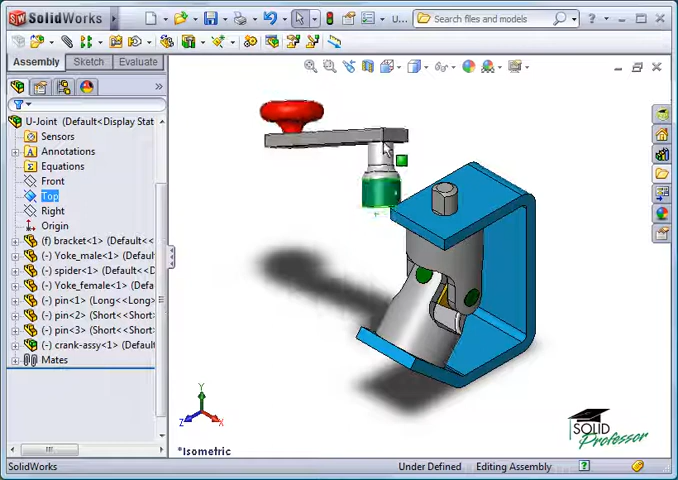 SolidWorks
U...
Search files and models
?
Assembly
Sketch
Evaluate
»
U-Joint (Default<Display Stat
Sensors
Annotations
Equations
Front
Top
Right
Origin
(f) bracket<1> (Default<<
(-) Yoke_male<1> (Default
(-) spider<1> (Default<<D
(-) Yoke_female<1> (Defau
(-) pin<1> (Long<<Long>
(-) pin<2> (Short<<Short>
(-) pin<3> (Short<<Short>
(-) crank-assy<1> (Default
Mates
Y
Z
X
*Isometric
SOLID
Professor
SolidWorks
Under Defined
Editing Assembly
?